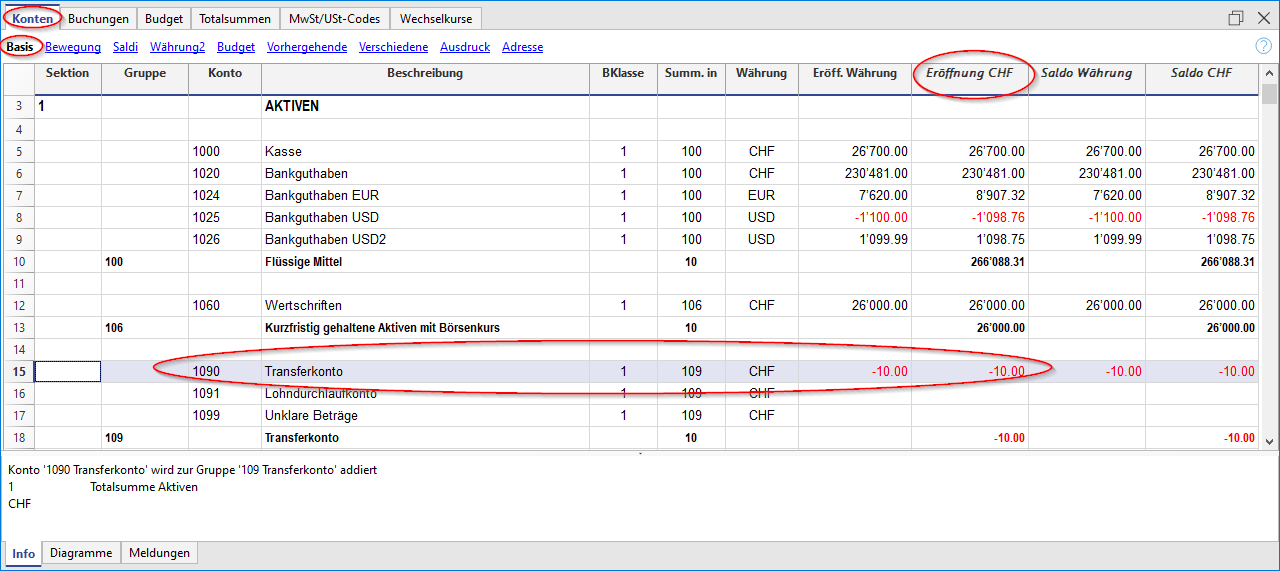 Konten Buchungen Budget Totalsummen MwSt/USt-Codes Wechselkurse
Basis Bewegung Saldi Währung2 Budget Vorhergehende Verschiedene Ausdruck Adresse ?
Sektion Gruppe Konto Beschreibung BKlasse Summ. in Währung Eröff. Währung Eröffnung CHF Saldo Währung Saldo CHF
3 1 AKTIVEN
4
5 1000 Kasse 1 100 CHF 26'700.00 26'700.00 26'700.00 26'700.00
6 1020 Bankguthaben 1 100 CHF 230'481.00 230'481.00 230'481.00 230'481.00
7 1024 Bankguthaben EUR 1 100 EUR 7'620.00 8'907.32 7'620.00 8'907.32
8 1025 Bankguthaben USD 1 100 USD -1'100.00 -1'098.76 -1'100.00 -1'098.76
9 1026 Bankguthaben USD2 1 100 USD 1'099.99 1'098.75 1'099.99 1'098.75
10 100 Flüssige Mittel 10 266'088.31 266'088.31
11
12 1060 Wertschriften 1 106 CHF 26'000.00 26'000.00 26'000.00 26'000.00
13 106 Kurzfristig gehaltene Aktiven mit Börsenkurs 10 26'000.00 26'000.00
14
15 1090 Transferkonto 1 109 CHF -10.00 -10.00 -10.00 -10.00
16 1091 Lohndurchlaufkonto 1 109 CHF
17 1099 Unklare Beträge 1 109 CHF
18 109 Transferkonto 10 -10.00 -10.00
Konto '1090 Transferkonto' wird zur Gruppe '109 Transferkonto' addiert
1 Totalsumme Aktiven
CHF
Info Diagramme Meldungen